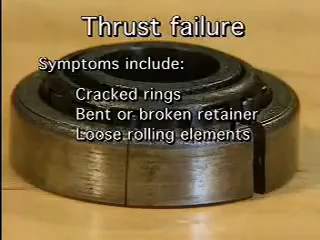 Thrust failure
Symptoms include:
Cracked rings
Bent or broken retainer
Loose rolling elements